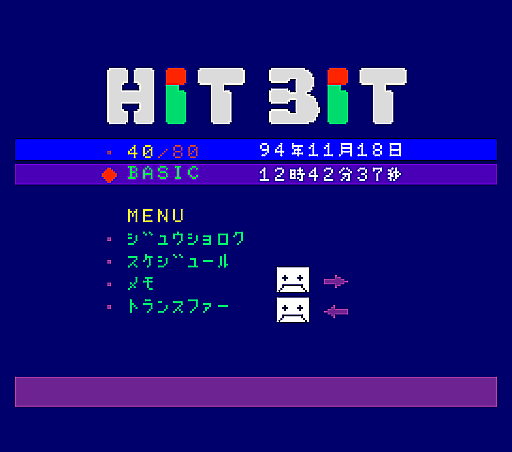 HiT BiT
40/80 94年11月18日
BASIC 12時42分37秒
MENU
ジュウショロク
スケジュール
メモ
トランスファー